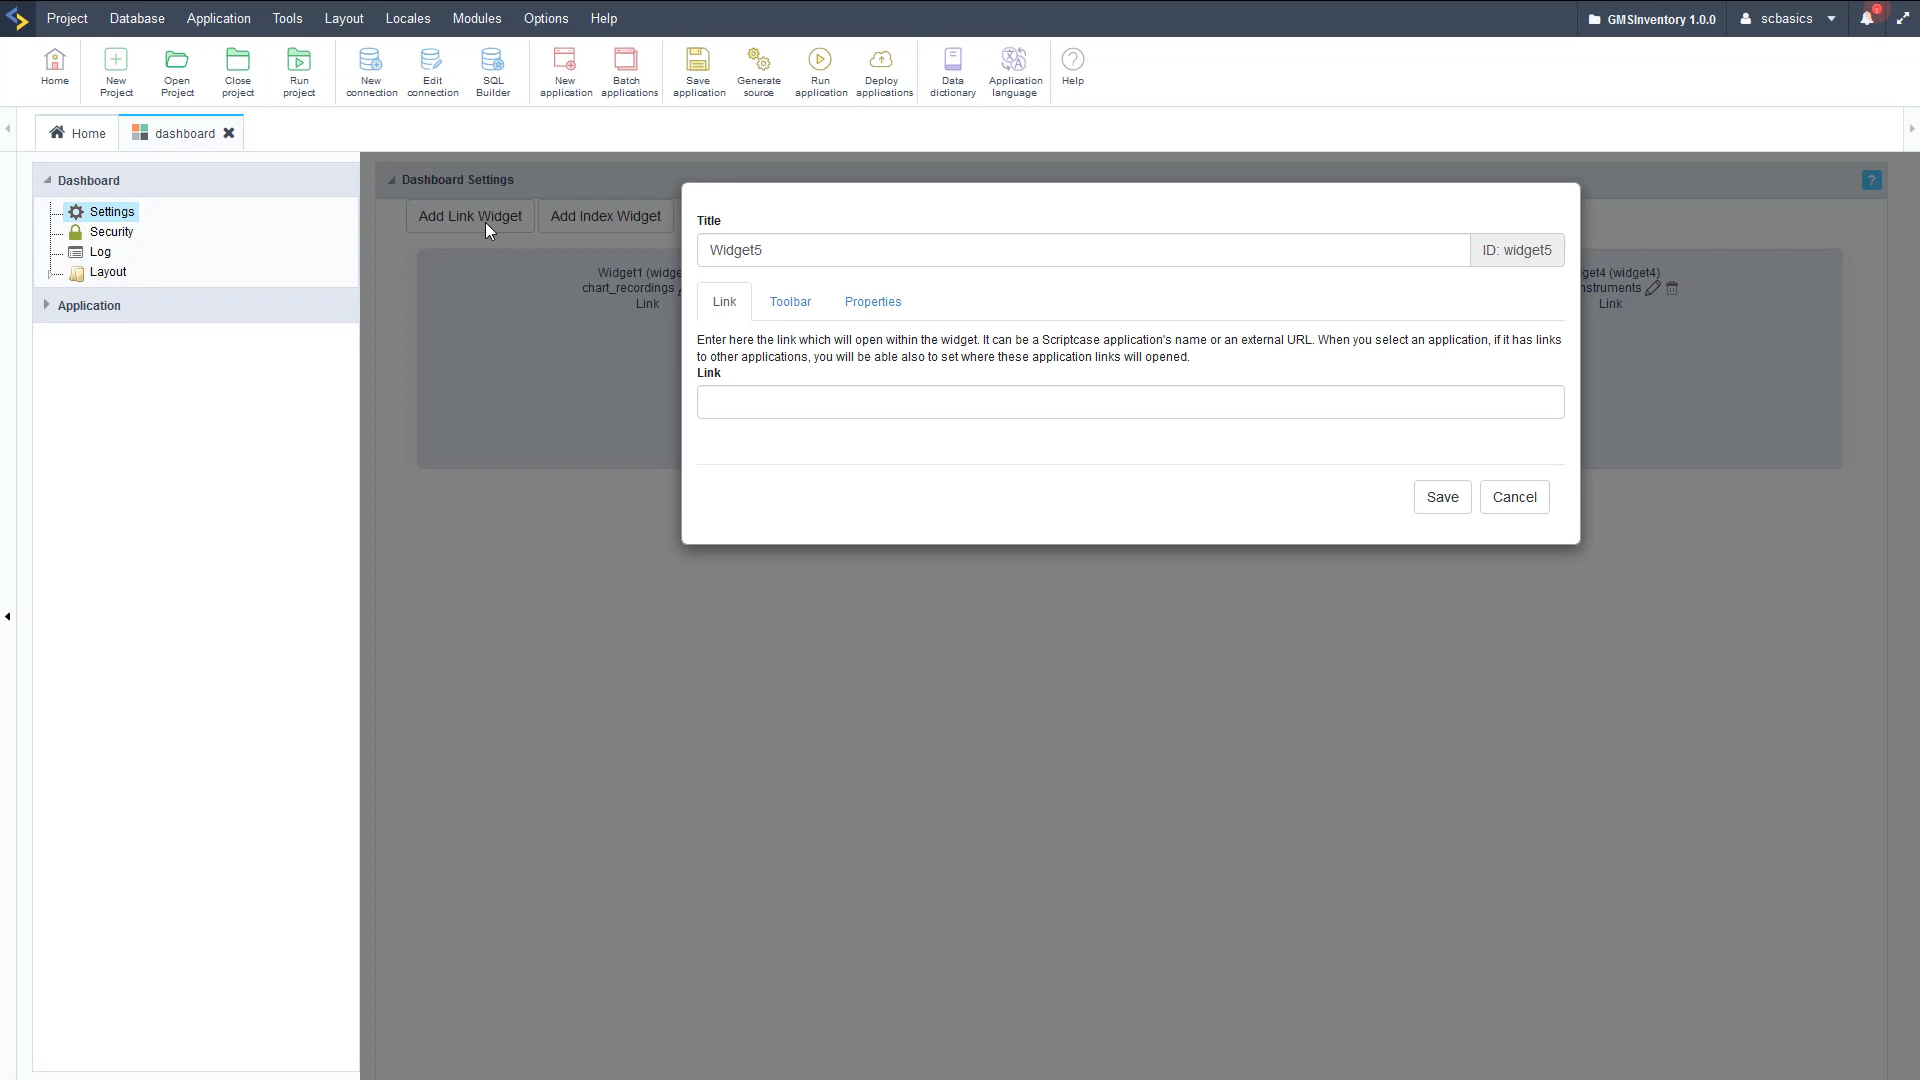 Project Database Application Tools Layout Locales Modules Options Help GMSInventory 1.0.0 scbasics 1
Home
New Project
Open Project
Close project
Run project
New connection
Edit connection
SQL Builder
New application
Batch applications
Save application
Generate source
Run application
Deploy applications
Data dictionary
Application language
Help
Home dashboard
Dashboard
Settings
Security
Log
Layout
Application
Dashboard Settings ?
Add Link Widget Add Index Widget
Widget1 (widge
chart_recordings
Link
Title
Widget5 ID: widget5
Link Toolbar Properties
Enter here the link which will open within the widget. It can be a Scriptcase application's name or an external URL. When you select an application, if it has links
to other applications, you will be able also to set where these application links will opened.
Link
Save Cancel
get4 (widget4)
nstruments
Link